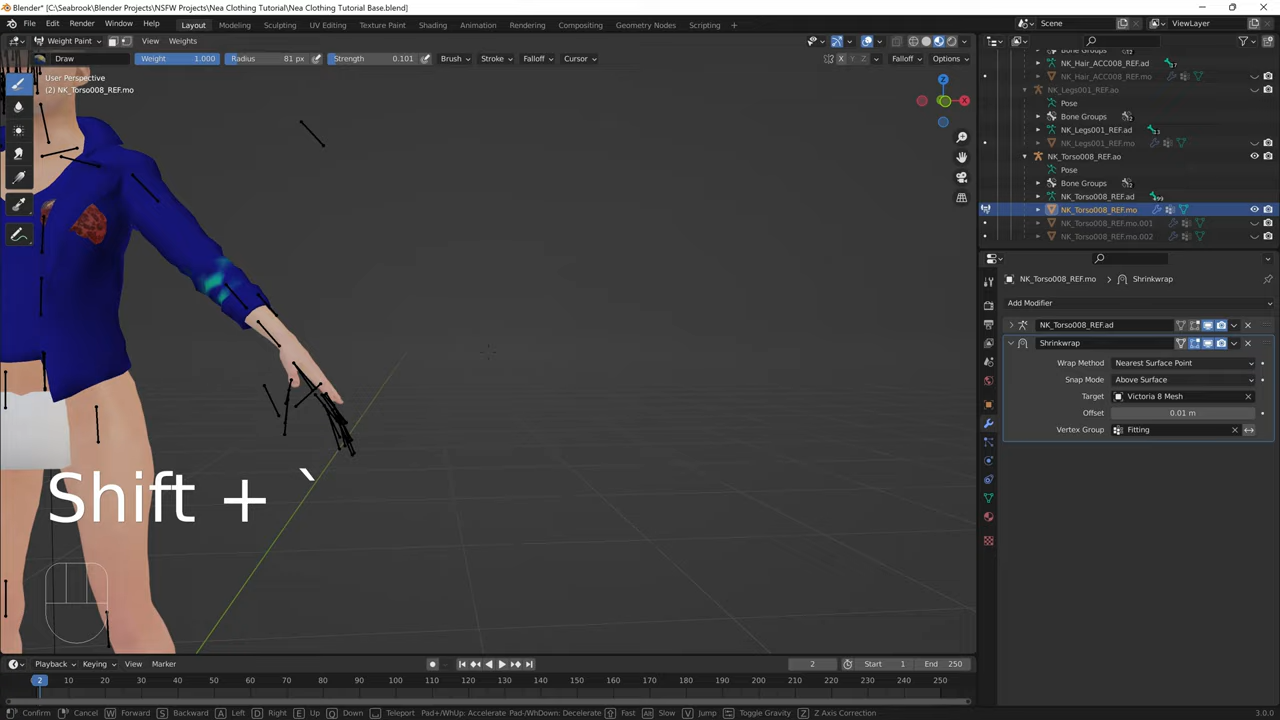 Blender* [C:\Seabrook\Blender Projects\NSFW Projects\Nea Clothing Tutorial\Nea Clothing Tutorial Base.blend]
File Edit Render Window Help Layout Modeling Sculpting UV Editing Texture Paint Shading Animation Rendering Compositing Geometry Nodes Scripting Scene ViewLayer
Weight Paint View Weights
Draw Weight 1.000 Radius 81 px Strength 0.101 Brush Stroke Falloff Cursor X Y Z Falloff Options
User Perspective
(2) NK_Torso008_REF.mo
Z
X
Bone Groups 12
NK_Hair_ACC008_REF.ad
NK_Hair_ACC008_REF.mo
NK_Legs001_REF.ao
Pose
Bone Groups 12
NK_Legs001_REF.ad
NK_Legs001_REF.mo
NK_Torso008_REF.ao
Pose
Bone Groups 12
NK_Torso008_REF.ad 99
NK_Torso008_REF.mo
NK_Torso008_REF.mo.001
NK_Torso008_REF.mo.002
NK_Torso008_REF.mo > Shrinkwrap
Add Modifier
NK_Torso008_REF.ad
Shrinkwrap
Wrap Method Nearest Surface Point
Snap Mode Above Surface
Target Victoria 8 Mesh
Offset 0.01 m
Vertex Group Fitting
Shift + `
Playback Keying View Marker 2 Start 1 End 250
2 10 20 30 40 50 60 70 80 90 100 110 120 130 140 150 160 170 180 190 200 210 220 230 240 250
Confirm Cancel W Forward S Backward A Left D Right E Up Q Down Teleport Pad+/WhUp: Accelerate Pad-/WhDown: Decelerate Fast Slow V Jump Toggle Gravity Z Z Axis Correction 3.0.0